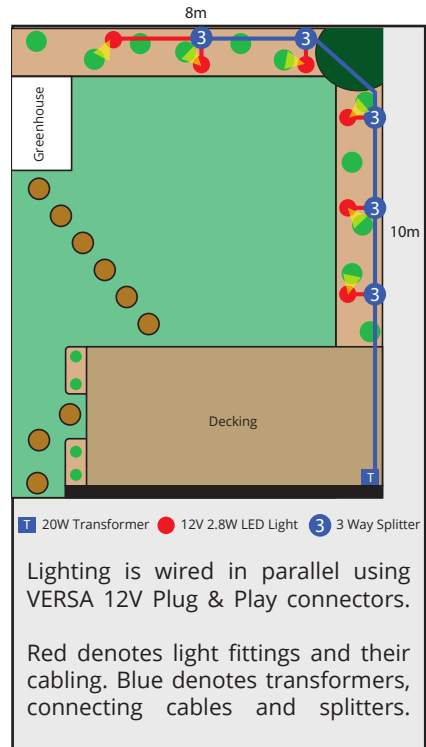 8m
3
3
Greenhouse
3
3
10m
3
Decking
T
T 20W Transformer 12V 2.8W LED Light 3 3 Way Splitter
Lighting is wired in parallel using
VERSA 12V Plug & Play connectors.
Red denotes light fittings and their
cabling. Blue denotes transformers,
connecting cables and splitters.